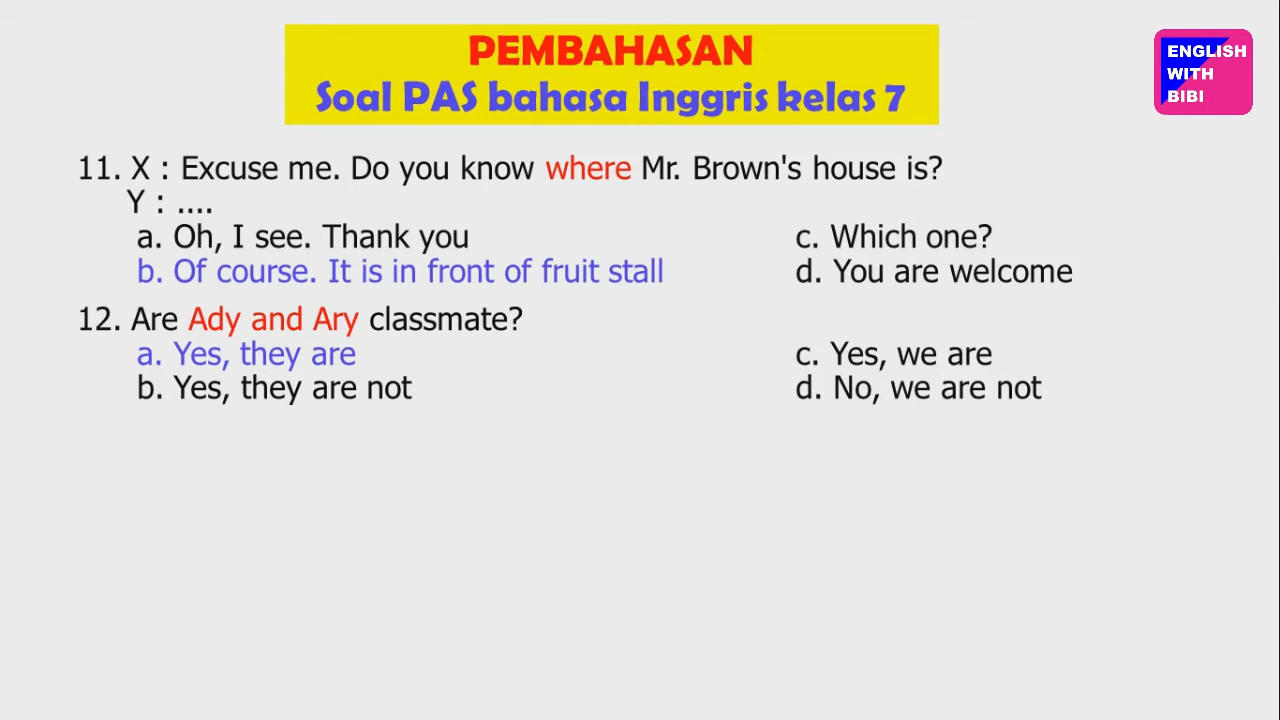 PEMBAHASAN
Soal PAS bahasa Inggris kelas 7
ENGLISH
WITH
BIBI
11. X : Excuse me. Do you know where Mr. Brown's house is?
Y : ....
a. Oh, I see. Thank you
c. Which one?
b. Of course. It is in front of fruit stall
d. You are welcome
12. Are Ady and Ary classmate?
a. Yes, they are
c. Yes, we are
b. Yes, they are not
d. No, we are not